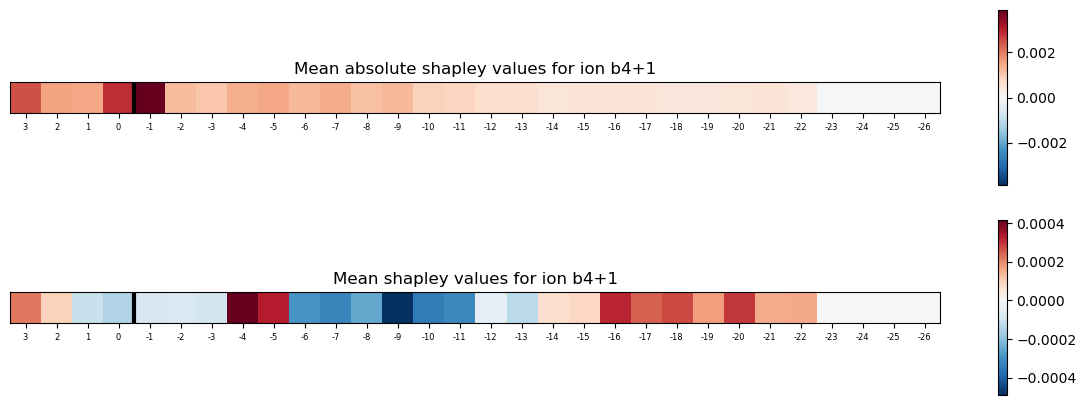 Mean absolute shapley values for ion b4+1
0.002
0.000
−0.002
3 2 1 0 -1 -2 -3 -4 -5 -6 -7 -8 -9 -10 -11 -12 -13 -14 -15 -16 -17 -18 -19 -20 -21 -22 -23 -24 -25 -26
Mean shapley values for ion b4+1
0.0004
0.0002
0.0000
−0.0002
−0.0004
3 2 1 0 -1 -2 -3 -4 -5 -6 -7 -8 -9 -10 -11 -12 -13 -14 -15 -16 -17 -18 -19 -20 -21 -22 -23 -24 -25 -26